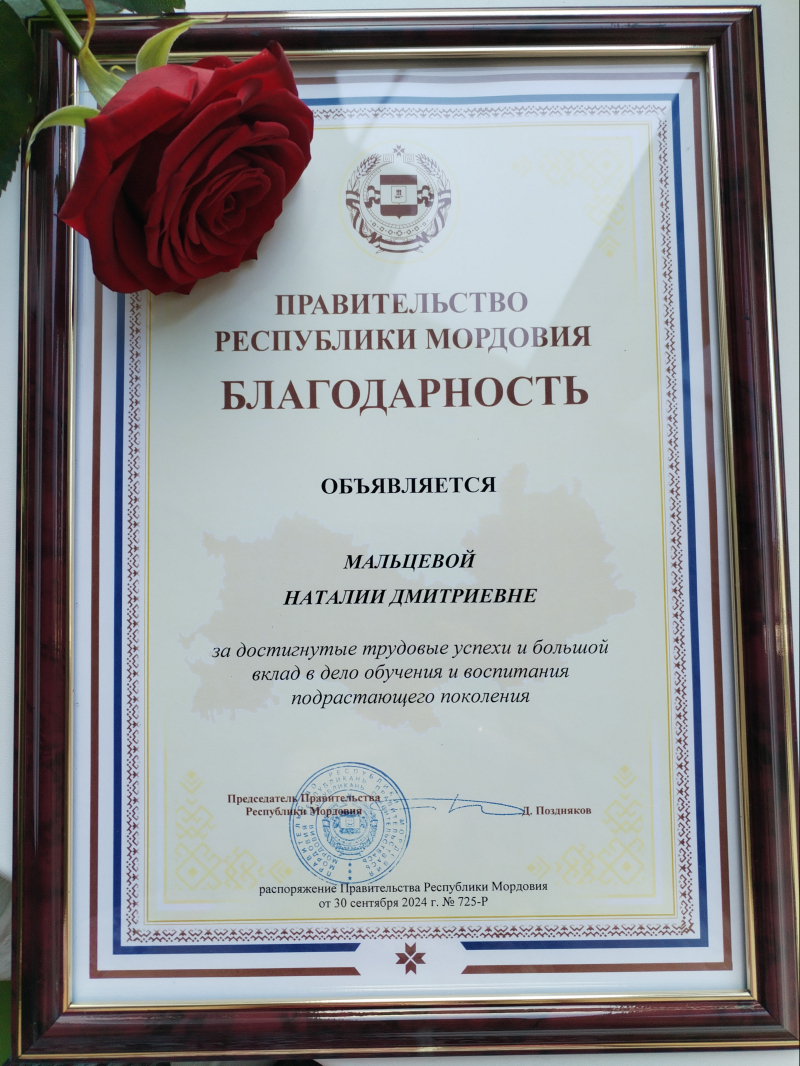 ПРАВИТЕЛЬСТВО
РЕСПУБЛИКИ МОРДОВИЯ
БЛАГОДАРНОСТЬ
ОБЪЯВЛЯЕТСЯ
МАЛЬЦЕВОЙ
НАТАЛИИ ДМИТРИЕВНЕ
за достигнутые трудовые успехи и большой
вклад в дело обучения и воспитания
подрастающего поколения
Председатель Правительства
Республики Мордовия
Д. Поздняков
распоряжение Правительства Республики Мордовия
от 30 сентября 2024 г. № 725-Р